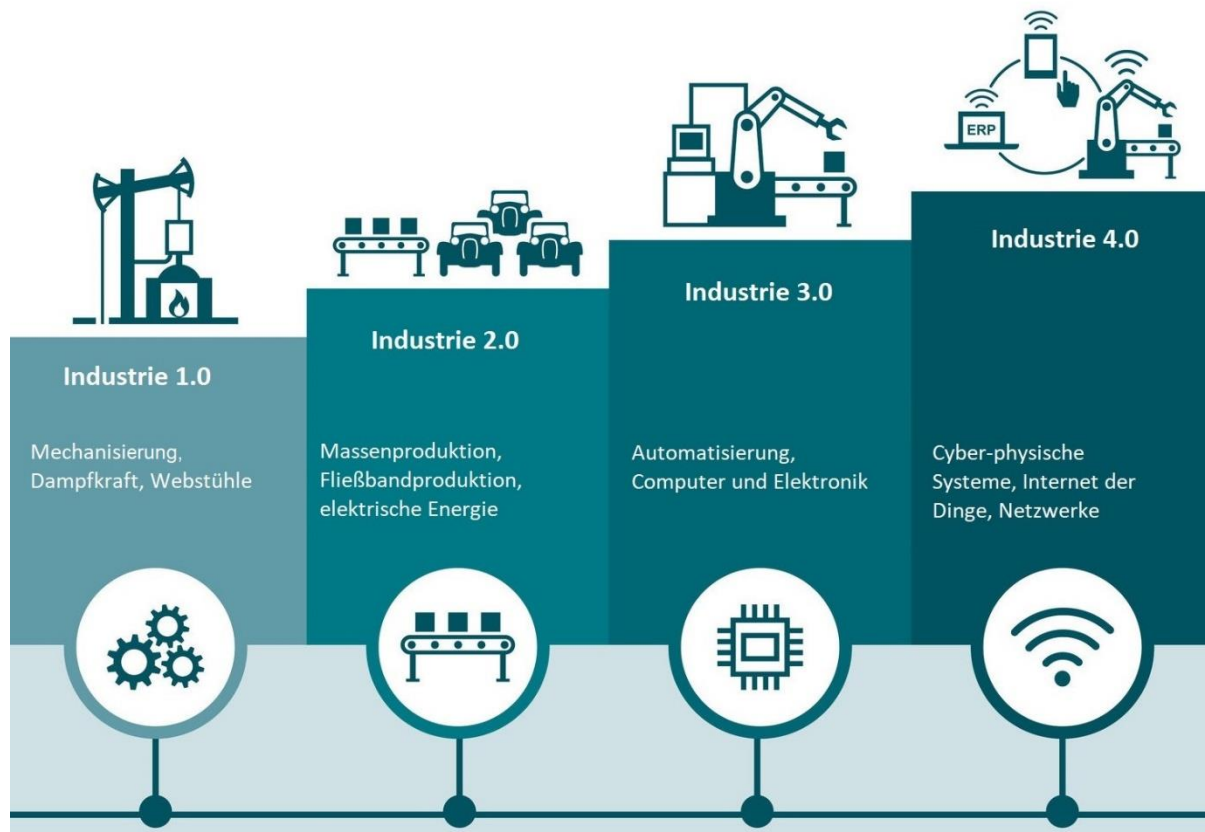 ERP
Industrie 1.0
Mechanisierung,
Dampfkraft, Webstühle
Industrie 2.0
Massenproduktion,
Fließbandproduktion,
elektrische Energie
Industrie 3.0
Automatisierung,
Computer und Elektronik
Industrie 4.0
Cyber-physische
Systeme, Internet der
Dinge, Netzwerke